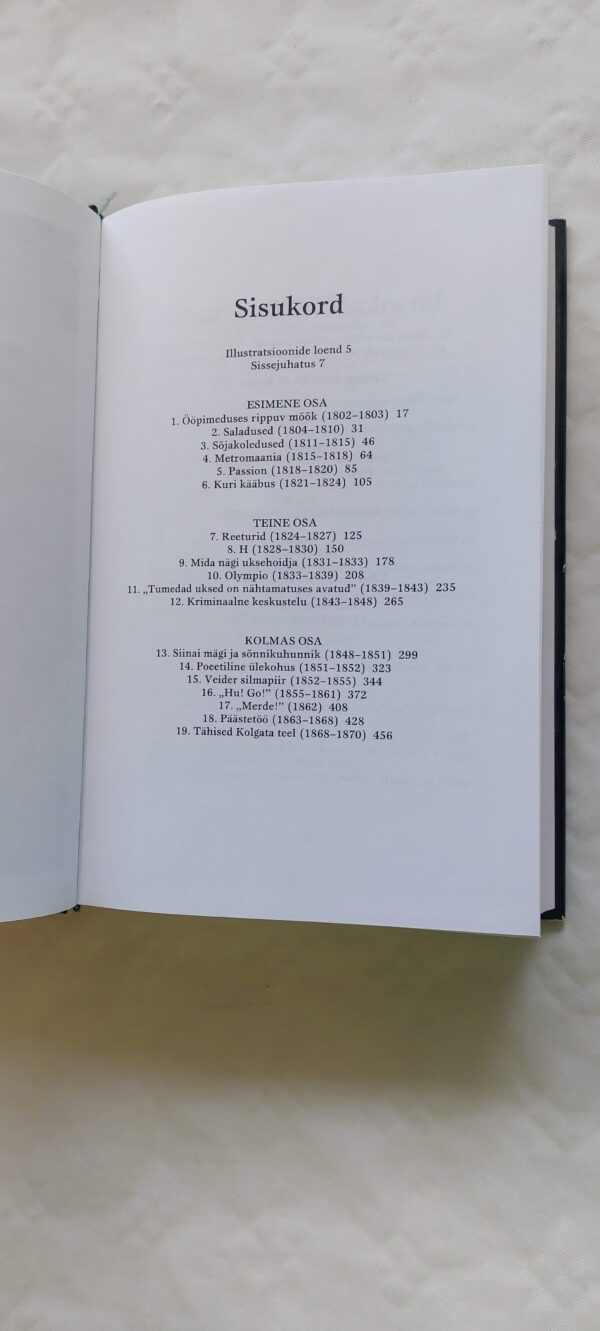 Sisukord
Illustratsioonide loend 5
Sissejuhatus 7
ESIMENE OSA
1. Ööpimeduses rippuv mõõk (1802–1803) 17
2. Saladused (1804–1810) 31
3. Sõjakoledused (1811–1815) 46
4. Metromaania (1815–1818) 64
5. Passion (1818–1820) 85
6. Kuri kääbus (1821–1824) 105
TEINE OSA
7. Reeturid (1824–1827) 125
8. H (1828–1830) 150
9. Mida nägi uksehoidja (1831–1833) 178
10. Olympio (1833–1839) 208
11. „Tumedad uksed on nähtamatuses avatud” (1839–1843) 235
12. Kriminaalne keskustelu (1843–1848) 265
KOLMAS OSA
13. Siinai mägi ja sõnnikuhunnik (1848–1851) 299
14. Poeetiline ülekohus (1851–1852) 323
15. Veider silmapiir (1852–1855) 344
16. „Hu! Go!” (1855–1861) 372
17. „Merde!” (1862) 408
18. Päästetöö (1863–1868) 428
19. Tähised Kolgata teel (1868–1870) 456